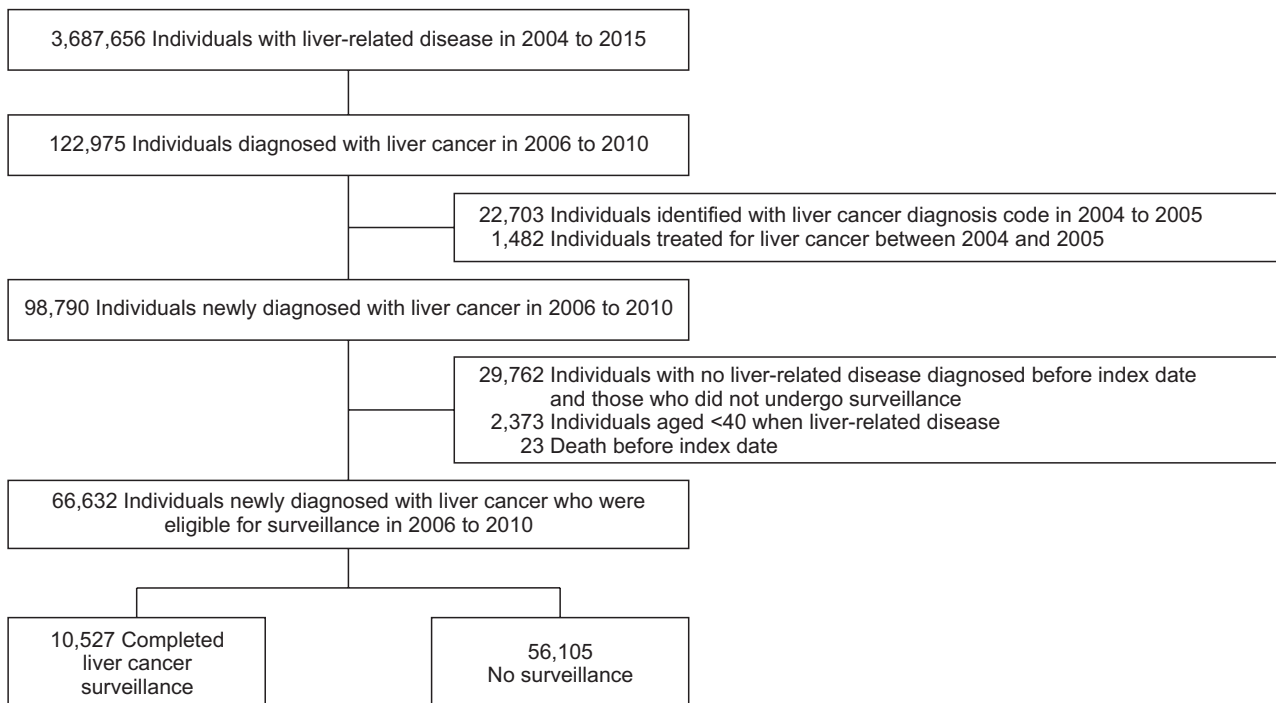 3,687,656 Individuals with liver-related disease in 2004 to 2015
122,975 Individuals diagnosed with liver cancer in 2006 to 2010
22,703 Individuals identified with liver cancer diagnosis code in 2004 to 2005
1,482 Individuals treated for liver cancer between 2004 and 2005
98,790 Individuals newly diagnosed with liver cancer in 2006 to 2010
29,762 Individuals with no liver-related disease diagnosed before index date
and those who did not undergo surveillance
2,373 Individuals aged <40 when liver-related disease
23 Death before index date
66,632 Individuals newly diagnosed with liver cancer who were
eligible for surveillance in 2006 to 2010
10,527 Completed
liver cancer
surveillance
56,105
No surveillance